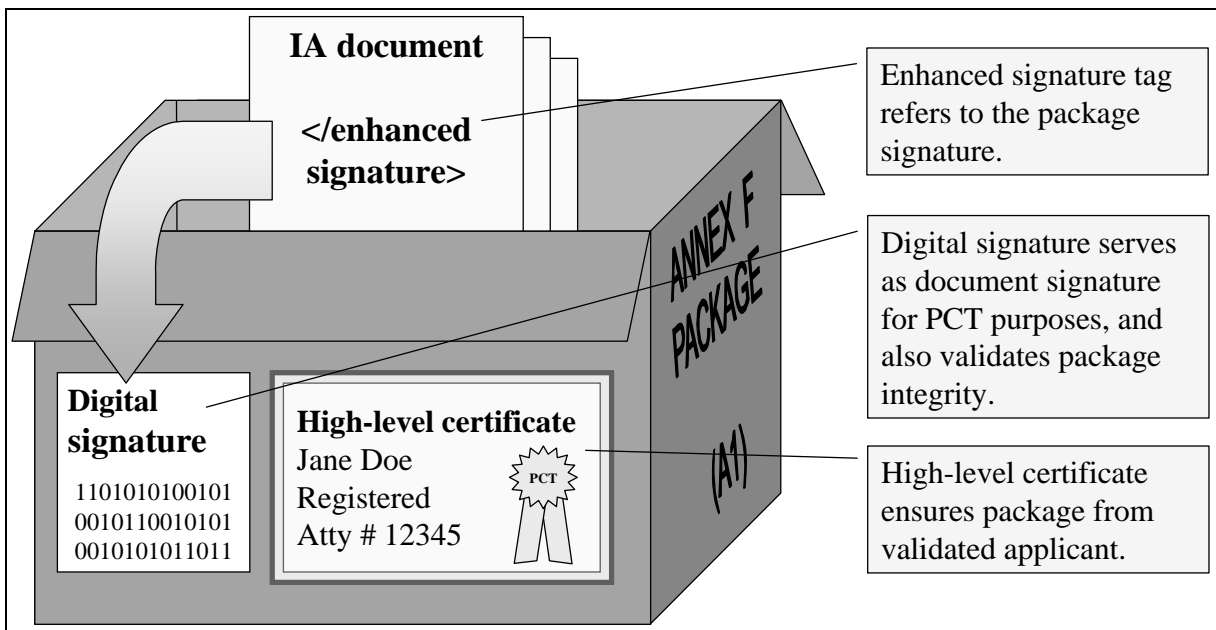 IA document
</enhanced
signature>
Enhanced signature tag
refers to the package
signature.
ANNEX F
PACKAGE
(A1)
Digital signature serves
as document signature
for PCT purposes, and
also validates package
integrity.
Digital
signature
1101010100101
0010110010101
0010101011011
High-level certificate
Jane Doe
Registered
Atty # 12345
PCT
High-level certificate
ensures package from
validated applicant.